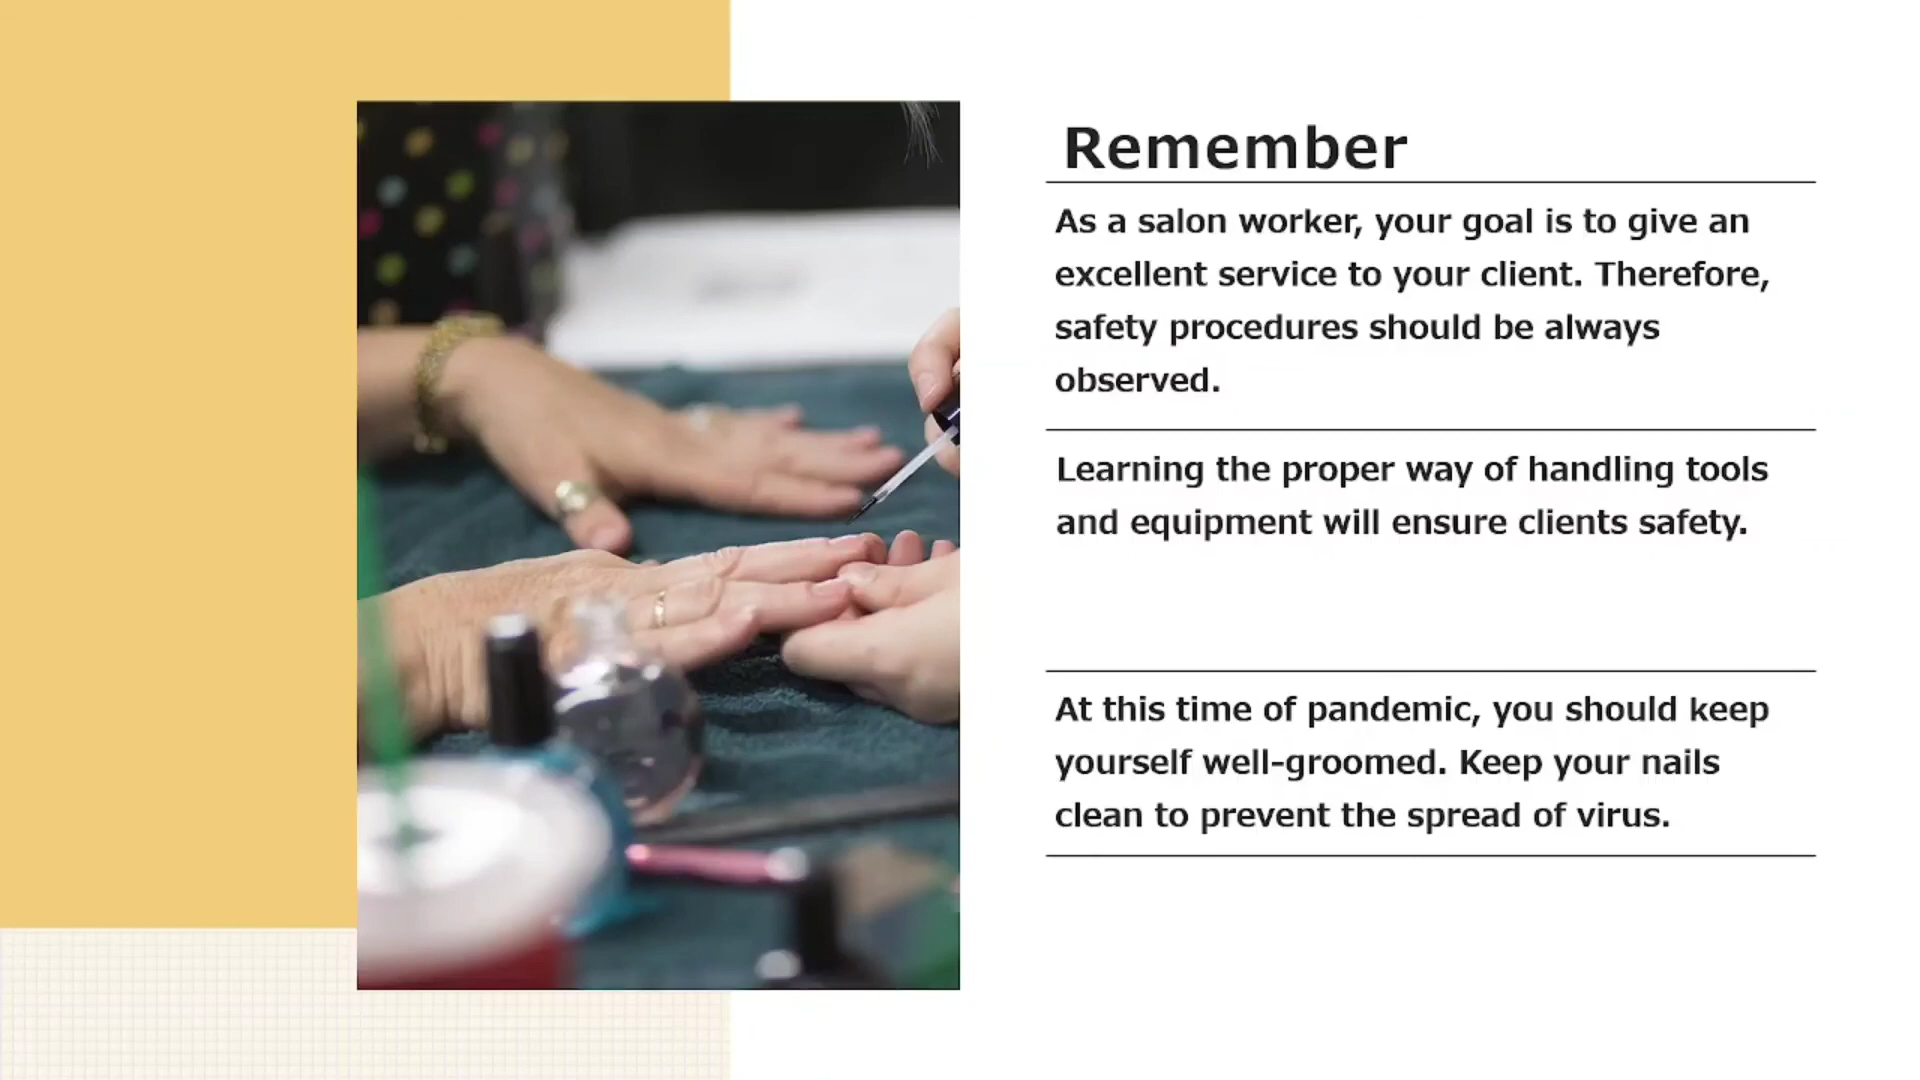 Remember
As a salon worker, your goal is to give an
excellent service to your client. Therefore,
safety procedures should be always
observed.
Learning the proper way of handling tools
and equipment will ensure clients safety.
At this time of pandemic, you should keep
yourself well-groomed. Keep your nails
clean to prevent the spread of virus.